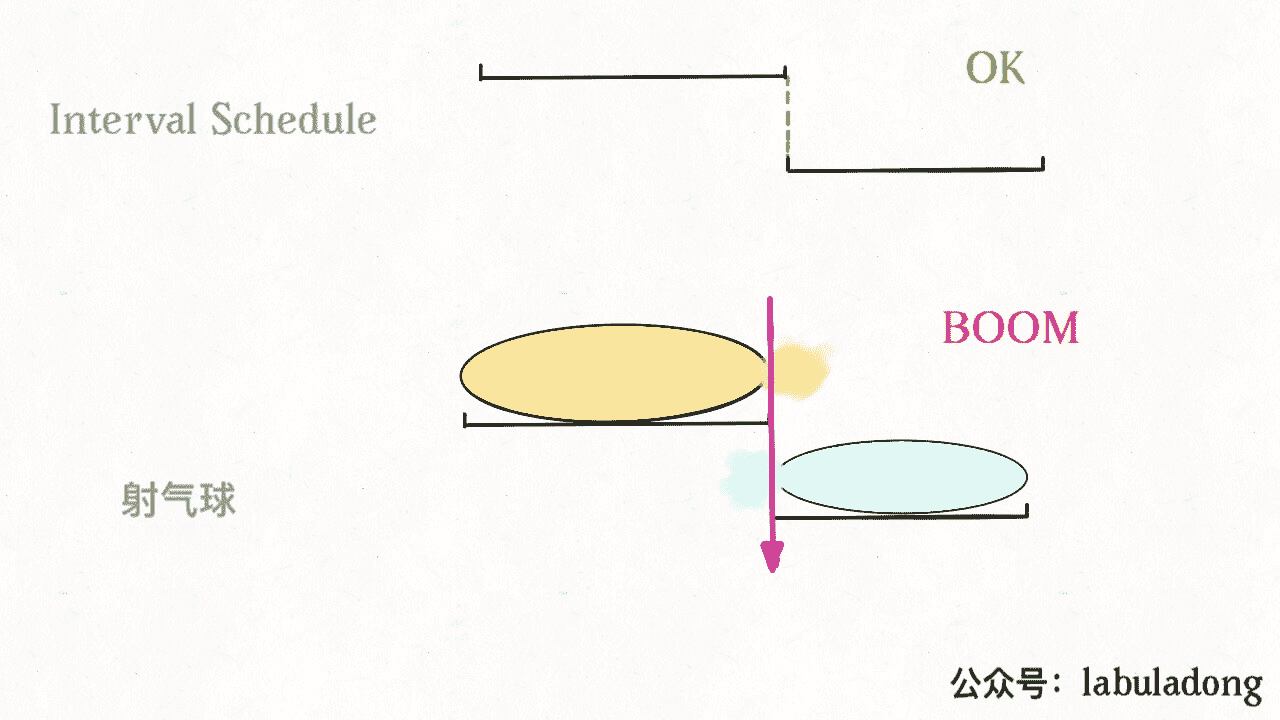 OK
Interval Schedule
BOOM
射气球
公众号：labuladong